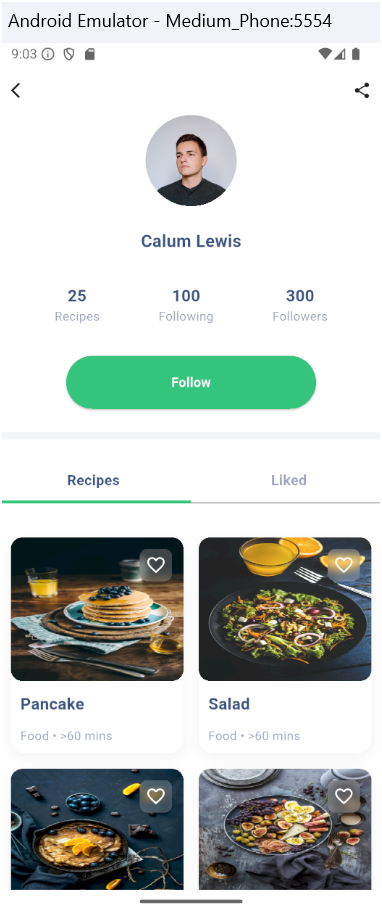 Android Emulator - Medium_Phone:5554
9:03
Calum Lewis
25 100 300
Recipes Following Followers
Follow
Recipes Liked
Pancake Salad
Food • >60 mins Food • >60 mins